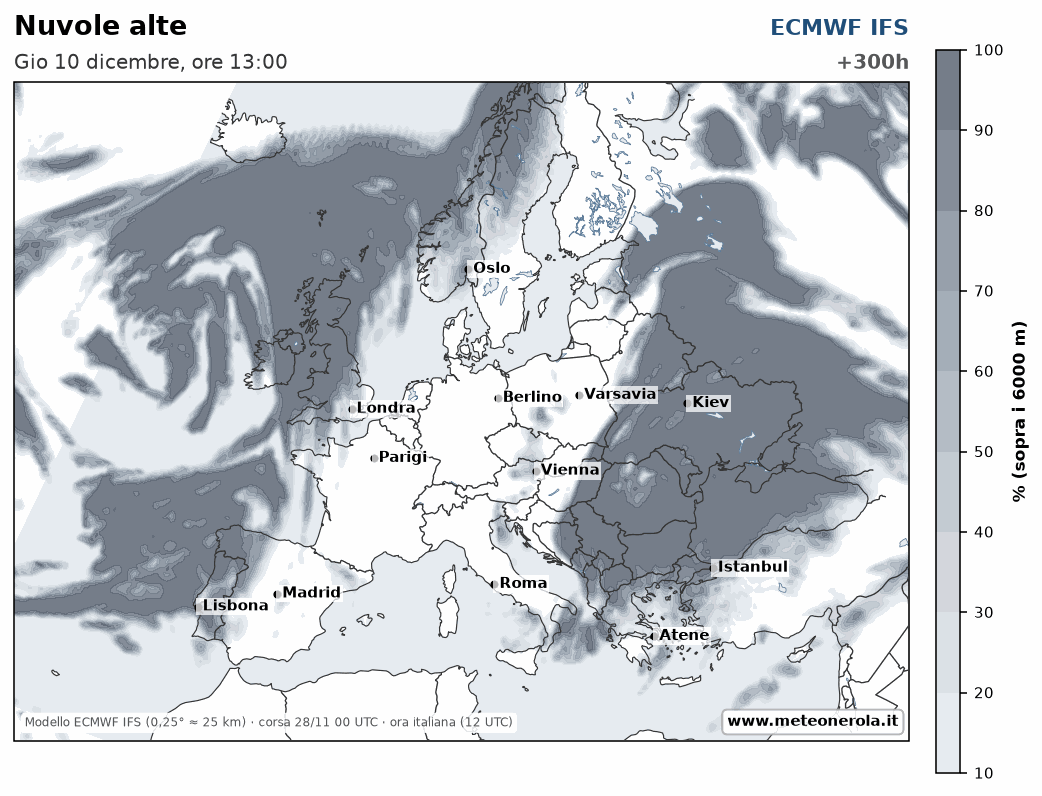 Nuvole alte
ECMWF IFS
Gio 10 dicembre, ore 13:00
+300h
Oslo
Londra
Berlino
Varsavia
Kiev
Parigi
Vienna
Istanbul
Roma
Madrid
Lisbona
Atene
Modello ECMWF IFS (0,25° ≈ 25 km) · corsa 28/11 00 UTC · ora italiana (12 UTC)
www.meteonerola.it
100
90
80
70
60
50
40
30
20
10
% (sopra i 6000 m)